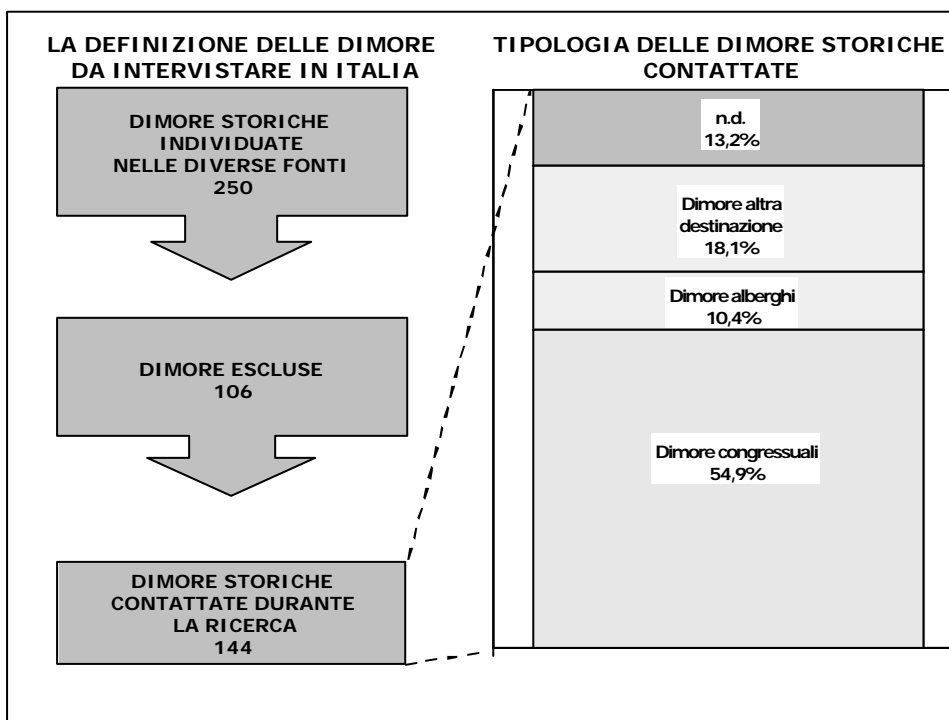 LA DEFINIZIONE DELLE DIMORE
DA INTERVISTARE IN ITALIA
DIMORE STORICHE
INDIVIDUATE
NELLE DIVERSE FONTI
250
DIMORE ESCLUSE
106
DIMORE STORICHE
CONTATTATE DURANTE
LA RICERCA
144
TIPOLOGIA DELLE DIMORE STORICHE
CONTATTATE
n.d.
13,2%
Dimore altra
destinazione
18,1%
Dimore alberghi
10,4%
Dimore congressuali
54,9%